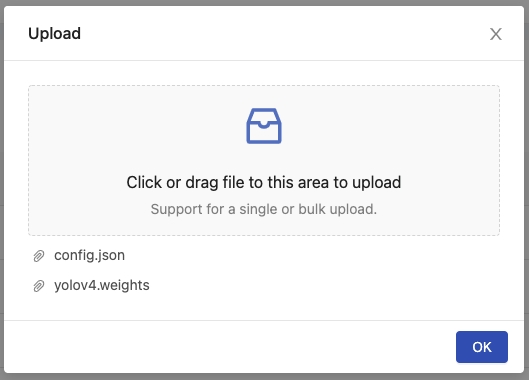 Upload
Click or drag file to this area to upload
Support for a single or bulk upload.
config.json
yolov4.weights
OK